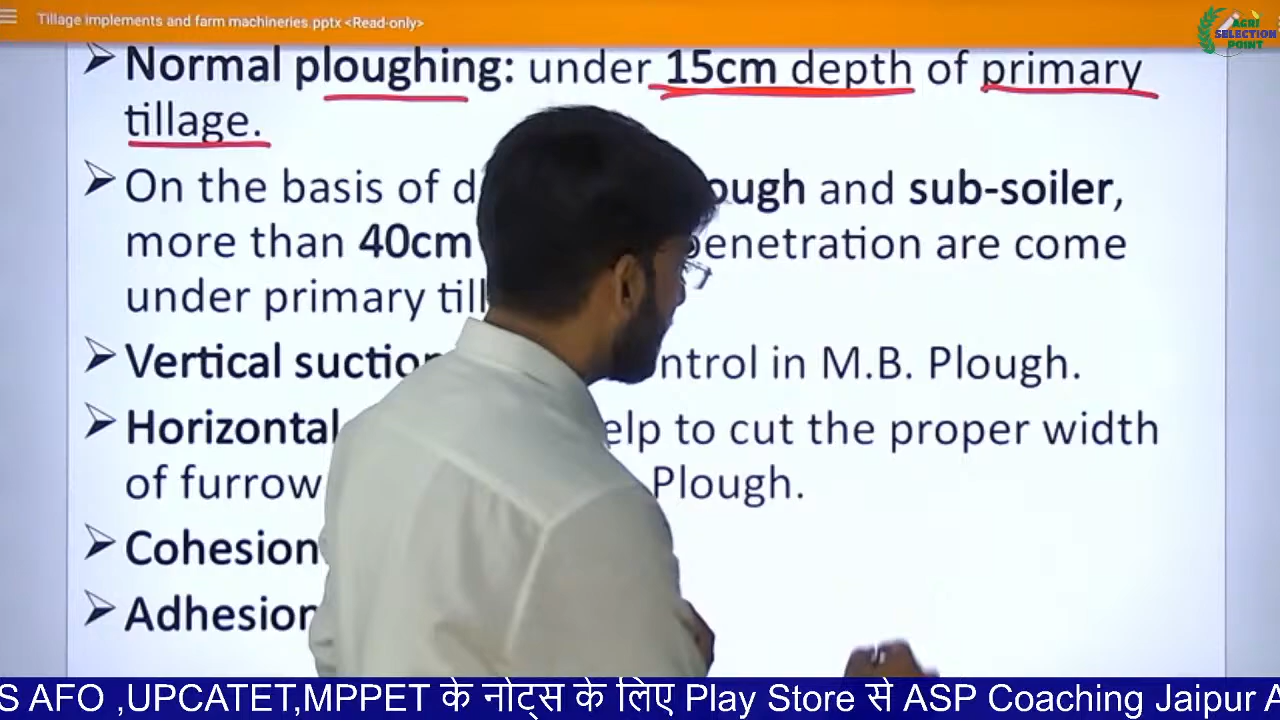 Tillage implements and farm machineries.pptx <Read-only>
AGRI
SELECTION
POINT
➢ Normal ploughing: under 15cm depth of primary
tillage.
➢ On the basis of d ough and sub-soiler,
more than 40cm penetration are come
under primary till
➢ Vertical suction ntrol in M.B. Plough.
➢ Horizontal elp to cut the proper width
of furrow Plough.
➢ Cohesion
➢ Adhesion
S AFO ,UPCATET,MPPET के नोट्स के लिए Play Store से ASP Coaching Jaipur A